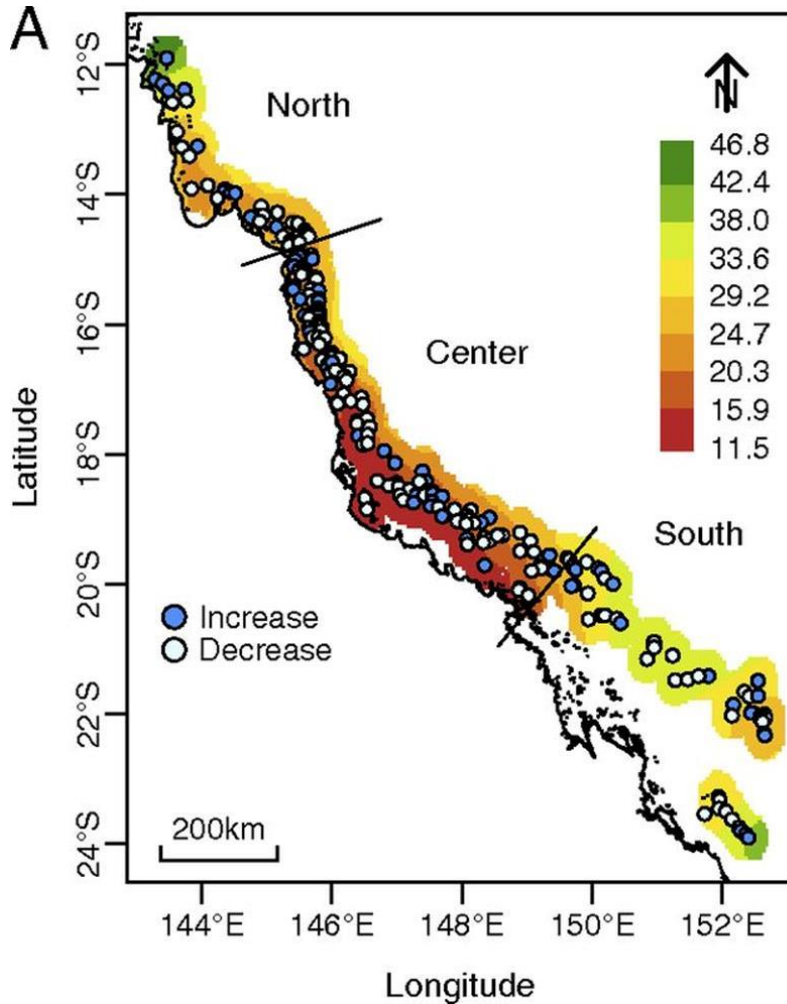 A
12°S
14°S
16°S
18°S
20°S
22°S
24°S
Latitude
North
N
46.8
42.4
38.0
33.6
29.2
24.7
20.3
15.9
11.5
Center
South
Increase
Decrease
200km
144°E 146°E 148°E 150°E 152°E
Longitude